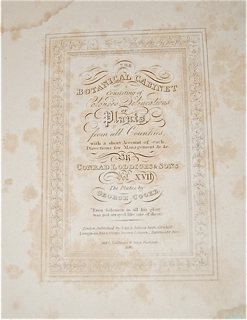 THE
BOTANICAL CABINET
Consisting of
Coloured Delineations
of
Plants
from all Countries,
with a short Account of each,
Directions for Management &c &c
By
CONRAD LODDIGES & SONS
Vol XVII
The Plates by
GEORGE COOKE.
"Even Solomon in all his glory
was not arrayed like one of these."